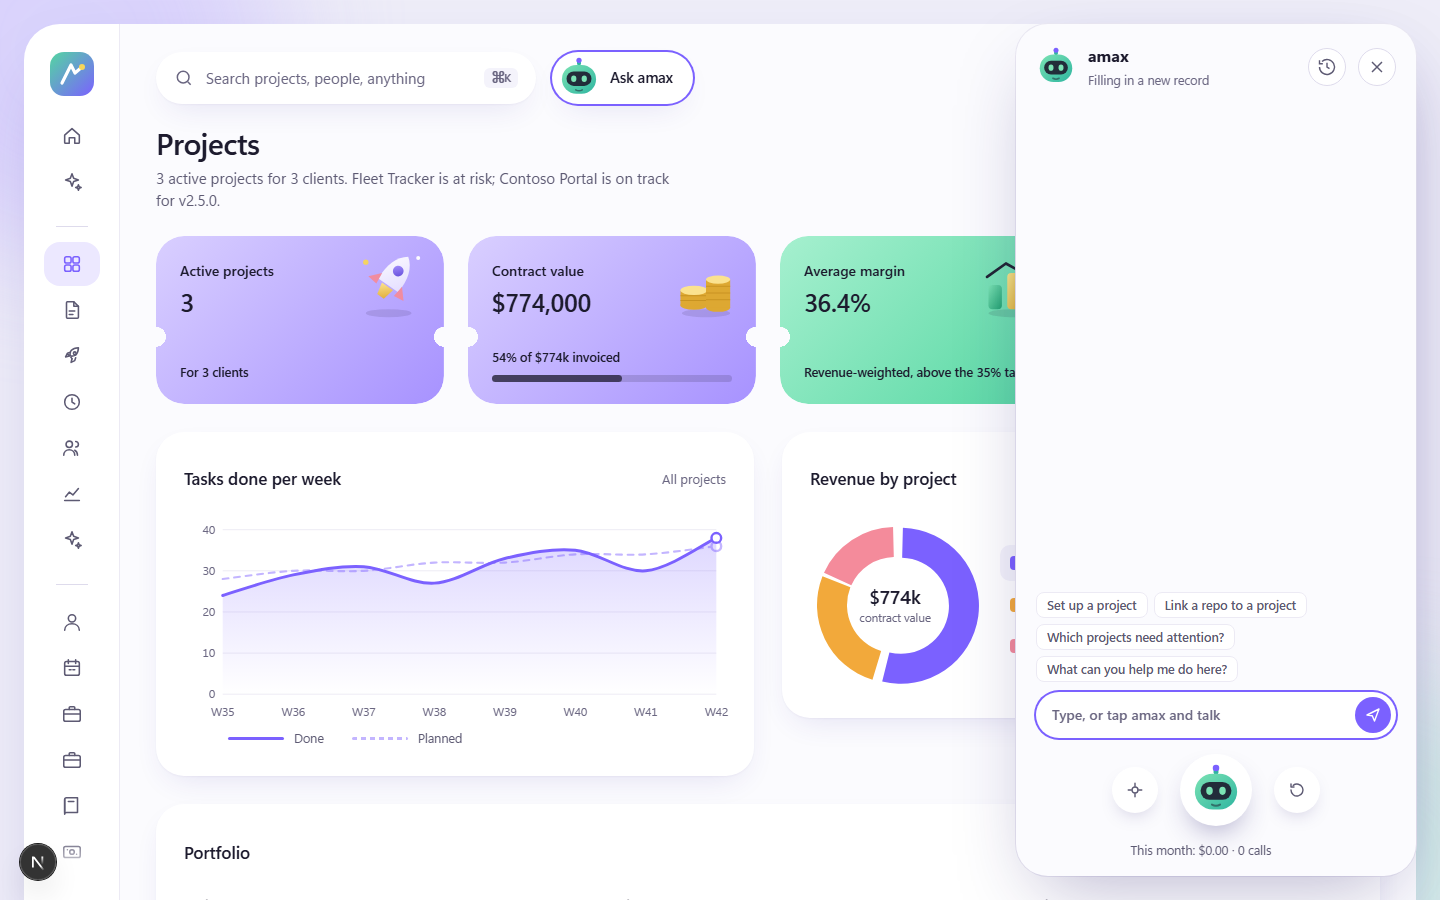 Search projects, people, anything
⌘K
Ask amax
Projects
3 active projects for 3 clients. Fleet Tracker is at risk; Contoso Portal is on track
for v2.5.0.
Active projects
3
For 3 clients
Contract value
$774,000
54% of $774k invoiced
Average margin
36.4%
Revenue-weighted, above the 35% ta
Tasks done per week
All projects
40
30
20
10
0
W35
W36
W37
W38
W39
W40
W41
W42
Done
Planned
Revenue by project
$774k
contract value
Portfolio
N
amax
Filling in a new record
Set up a project
Link a repo to a project
Which projects need attention?
What can you help me do here?
Type, or tap amax and talk
This month: $0.00 · 0 calls